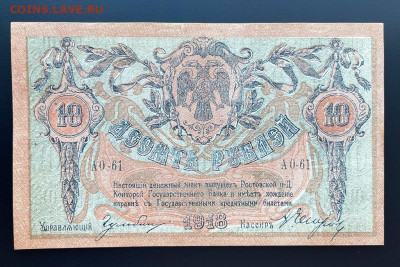 COINS.LAVE.RU
10 10
ДЕСЯТЬ РУБЛЕЙ
АО-61 АО-61
Настоящій денежный знакъ выпущенъ Ростовской н-Д.
Конторой Государственнаго Банка и имѣетъ хожденіе
наравнѣ съ Государственными кредитными билетами.
Управляющій 1918 Кассиръ